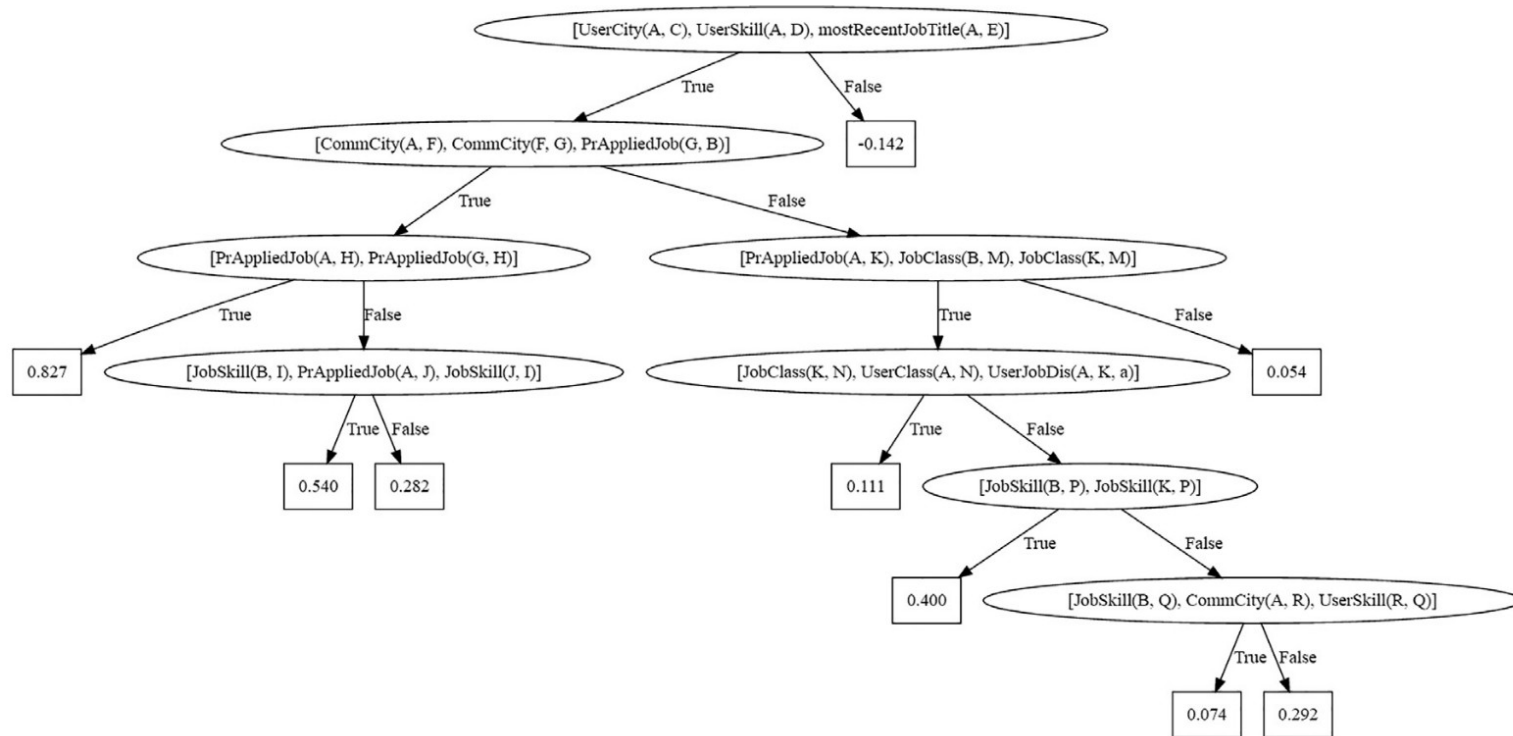 [UserCity(A, C), UserSkill(A, D), mostRecentJobTitle(A, E)]
True
False
[CommCity(A, F), CommCity(F, G), PrAppliedJob(G, B)]
-0.142
True
False
[PrAppliedJob(A, H), PrAppliedJob(G, H)]
[PrAppliedJob(A, K), JobClass(B, M), JobClass(K, M)]
True
False
True
False
0.827
[JobSkill(B, I), PrAppliedJob(A, J), JobSkill(J, I)]
[JobClass(K, N), UserClass(A, N), UserJobDis(A, K, a)]
0.054
True
False
True
False
0.540
0.282
0.111
[JobSkill(B, P), JobSkill(K, P)]
True
False
0.400
[JobSkill(B, Q), CommCity(A, R), UserSkill(R, Q)]
True
False
0.074
0.292